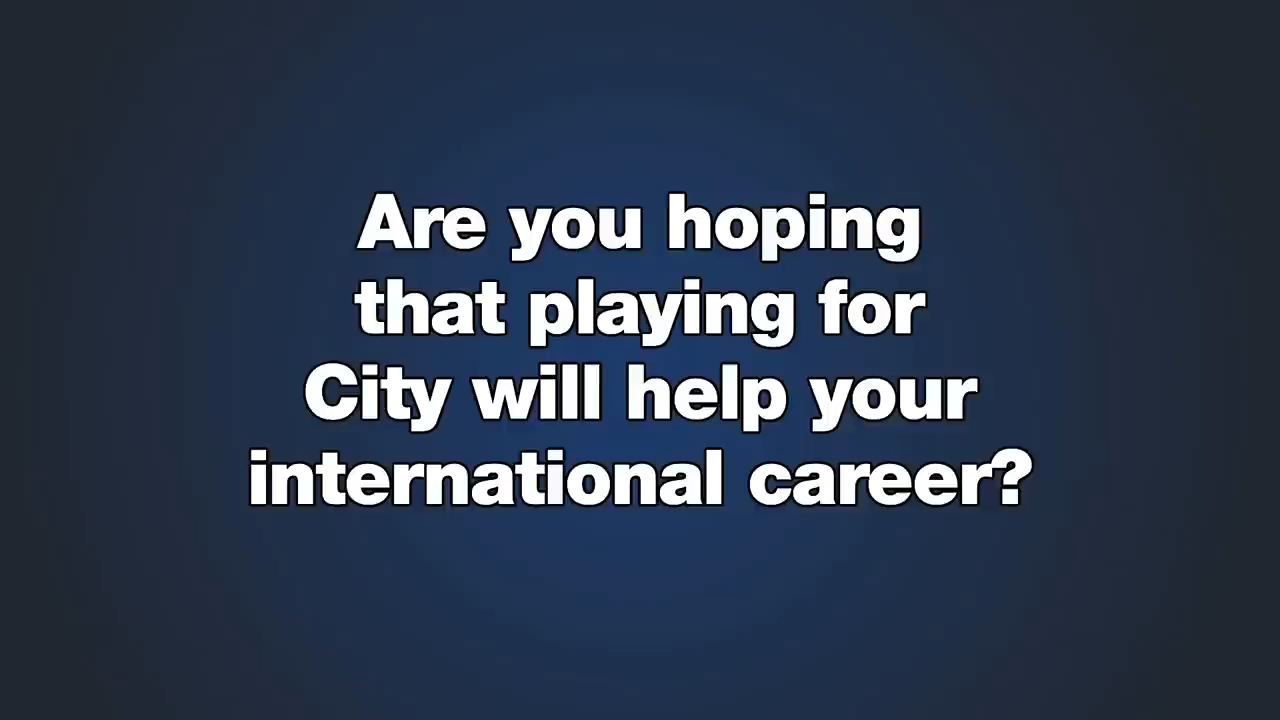 Are you hoping
that playing for
City will help your
international career?